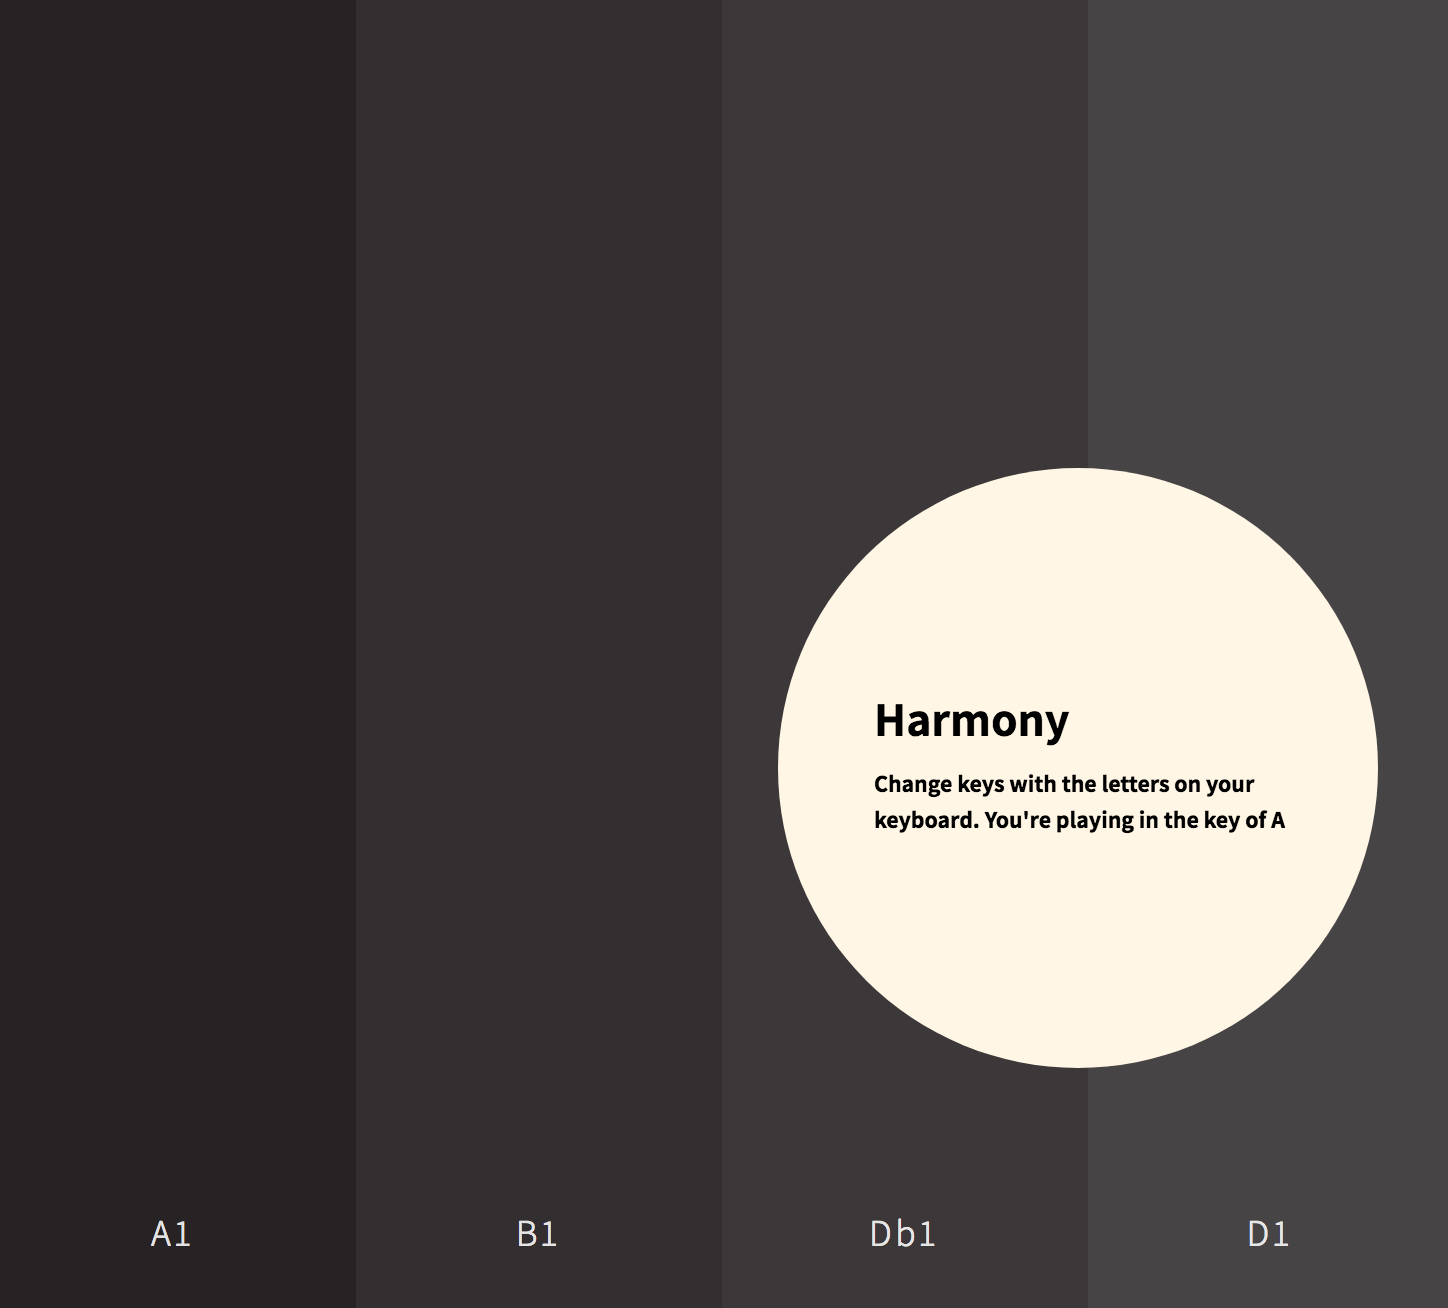 Harmony
Change keys with the letters on your
keyboard. You're playing in the key of A
A1
B1
Db1
D1